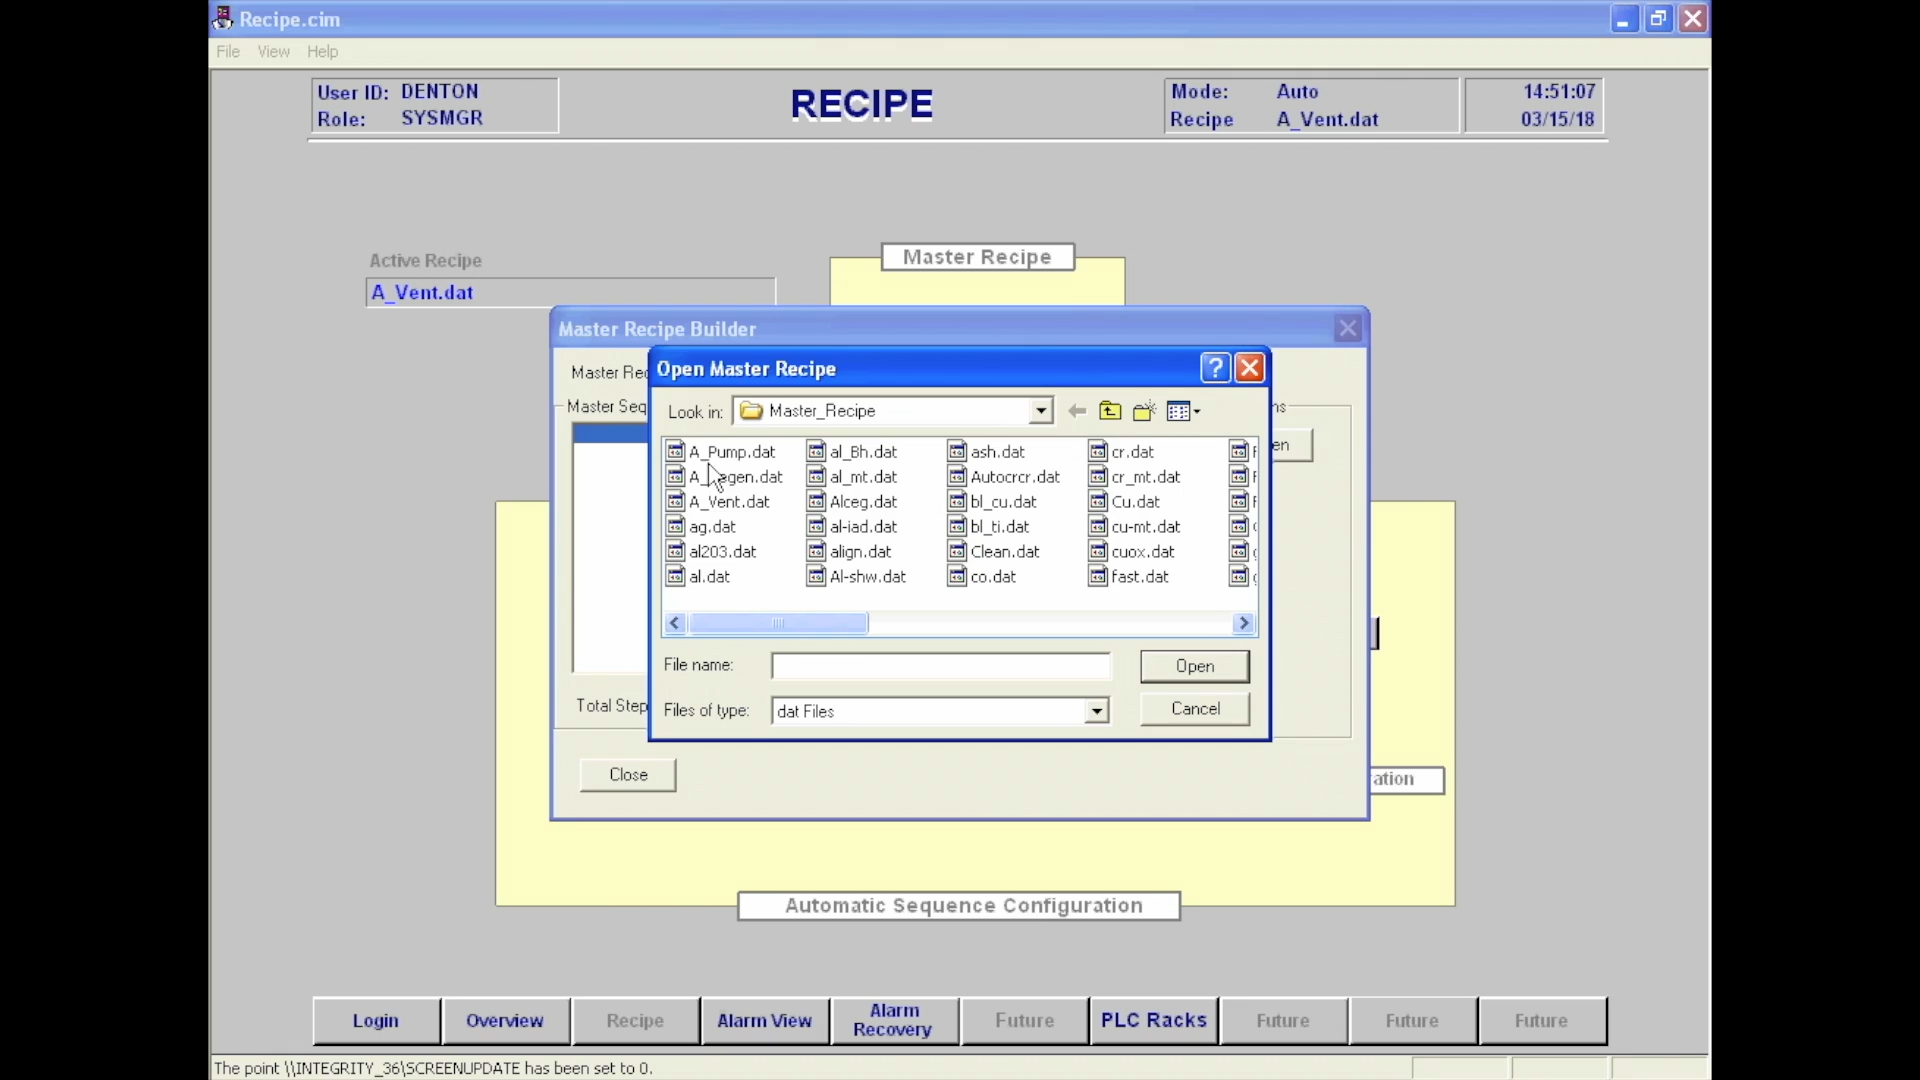 Recipe.cim
File View Help
User ID: DENTON
Role: SYSMGR
RECIPE
Mode: Auto
Recipe A_Vent.dat
14:51:07
03/15/18
Active Recipe
A_Vent.dat
Master Recipe
Master Recipe Builder
Master Rec
Master Seq
Open Master Recipe
Look in: Master_Recipe
A_Pump.dat al_Bh.dat ash.dat cr.dat
al_mt.dat Autocrcr.dat cr_mt.dat
A_Vent.dat Alceg.dat bl_cu.dat Cu.dat
ag.dat al-iad.dat bl_ti.dat cu-mt.dat
al203.dat align.dat Clean.dat cuox.dat
al.dat Al-shw.dat co.dat fast.dat
File name: Open
Files of type: dat Files Cancel
Total Step
Close
ation
Automatic Sequence Configuration
Login Overview Recipe Alarm View Alarm Recovery Future PLC Racks Future Future Future
The point \\INTEGRITY_36\SCREENUPDATE has been set to 0.